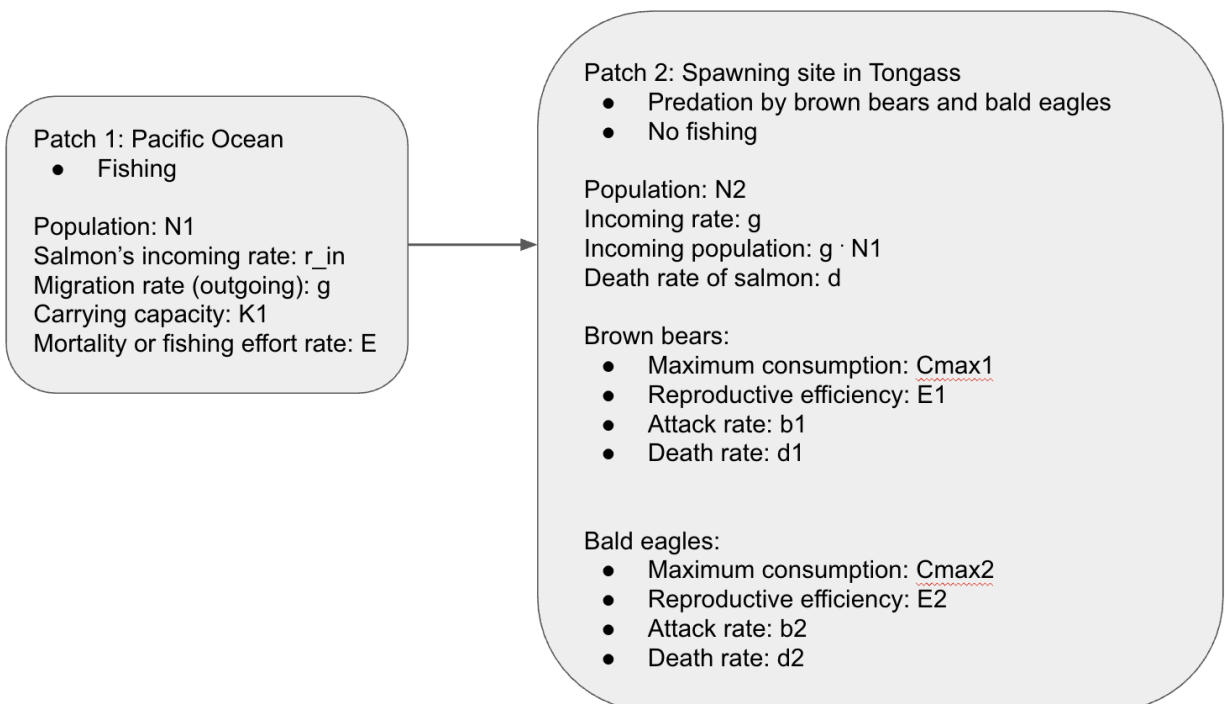 Patch 1: Pacific Ocean
● Fishing
Population: N1
Salmon's incoming rate: r_in
Migration rate (outgoing): g
Carrying capacity: K1
Mortality or fishing effort rate: E
Patch 2: Spawning site in Tongass
● Predation by brown bears and bald eagles
● No fishing
Population: N2
Incoming rate: g
Incoming population: g · N1
Death rate of salmon: d
Brown bears:
● Maximum consumption: Cmax1
● Reproductive efficiency: E1
● Attack rate: b1
● Death rate: d1
Bald eagles:
● Maximum consumption: Cmax2
● Reproductive efficiency: E2
● Attack rate: b2
● Death rate: d2